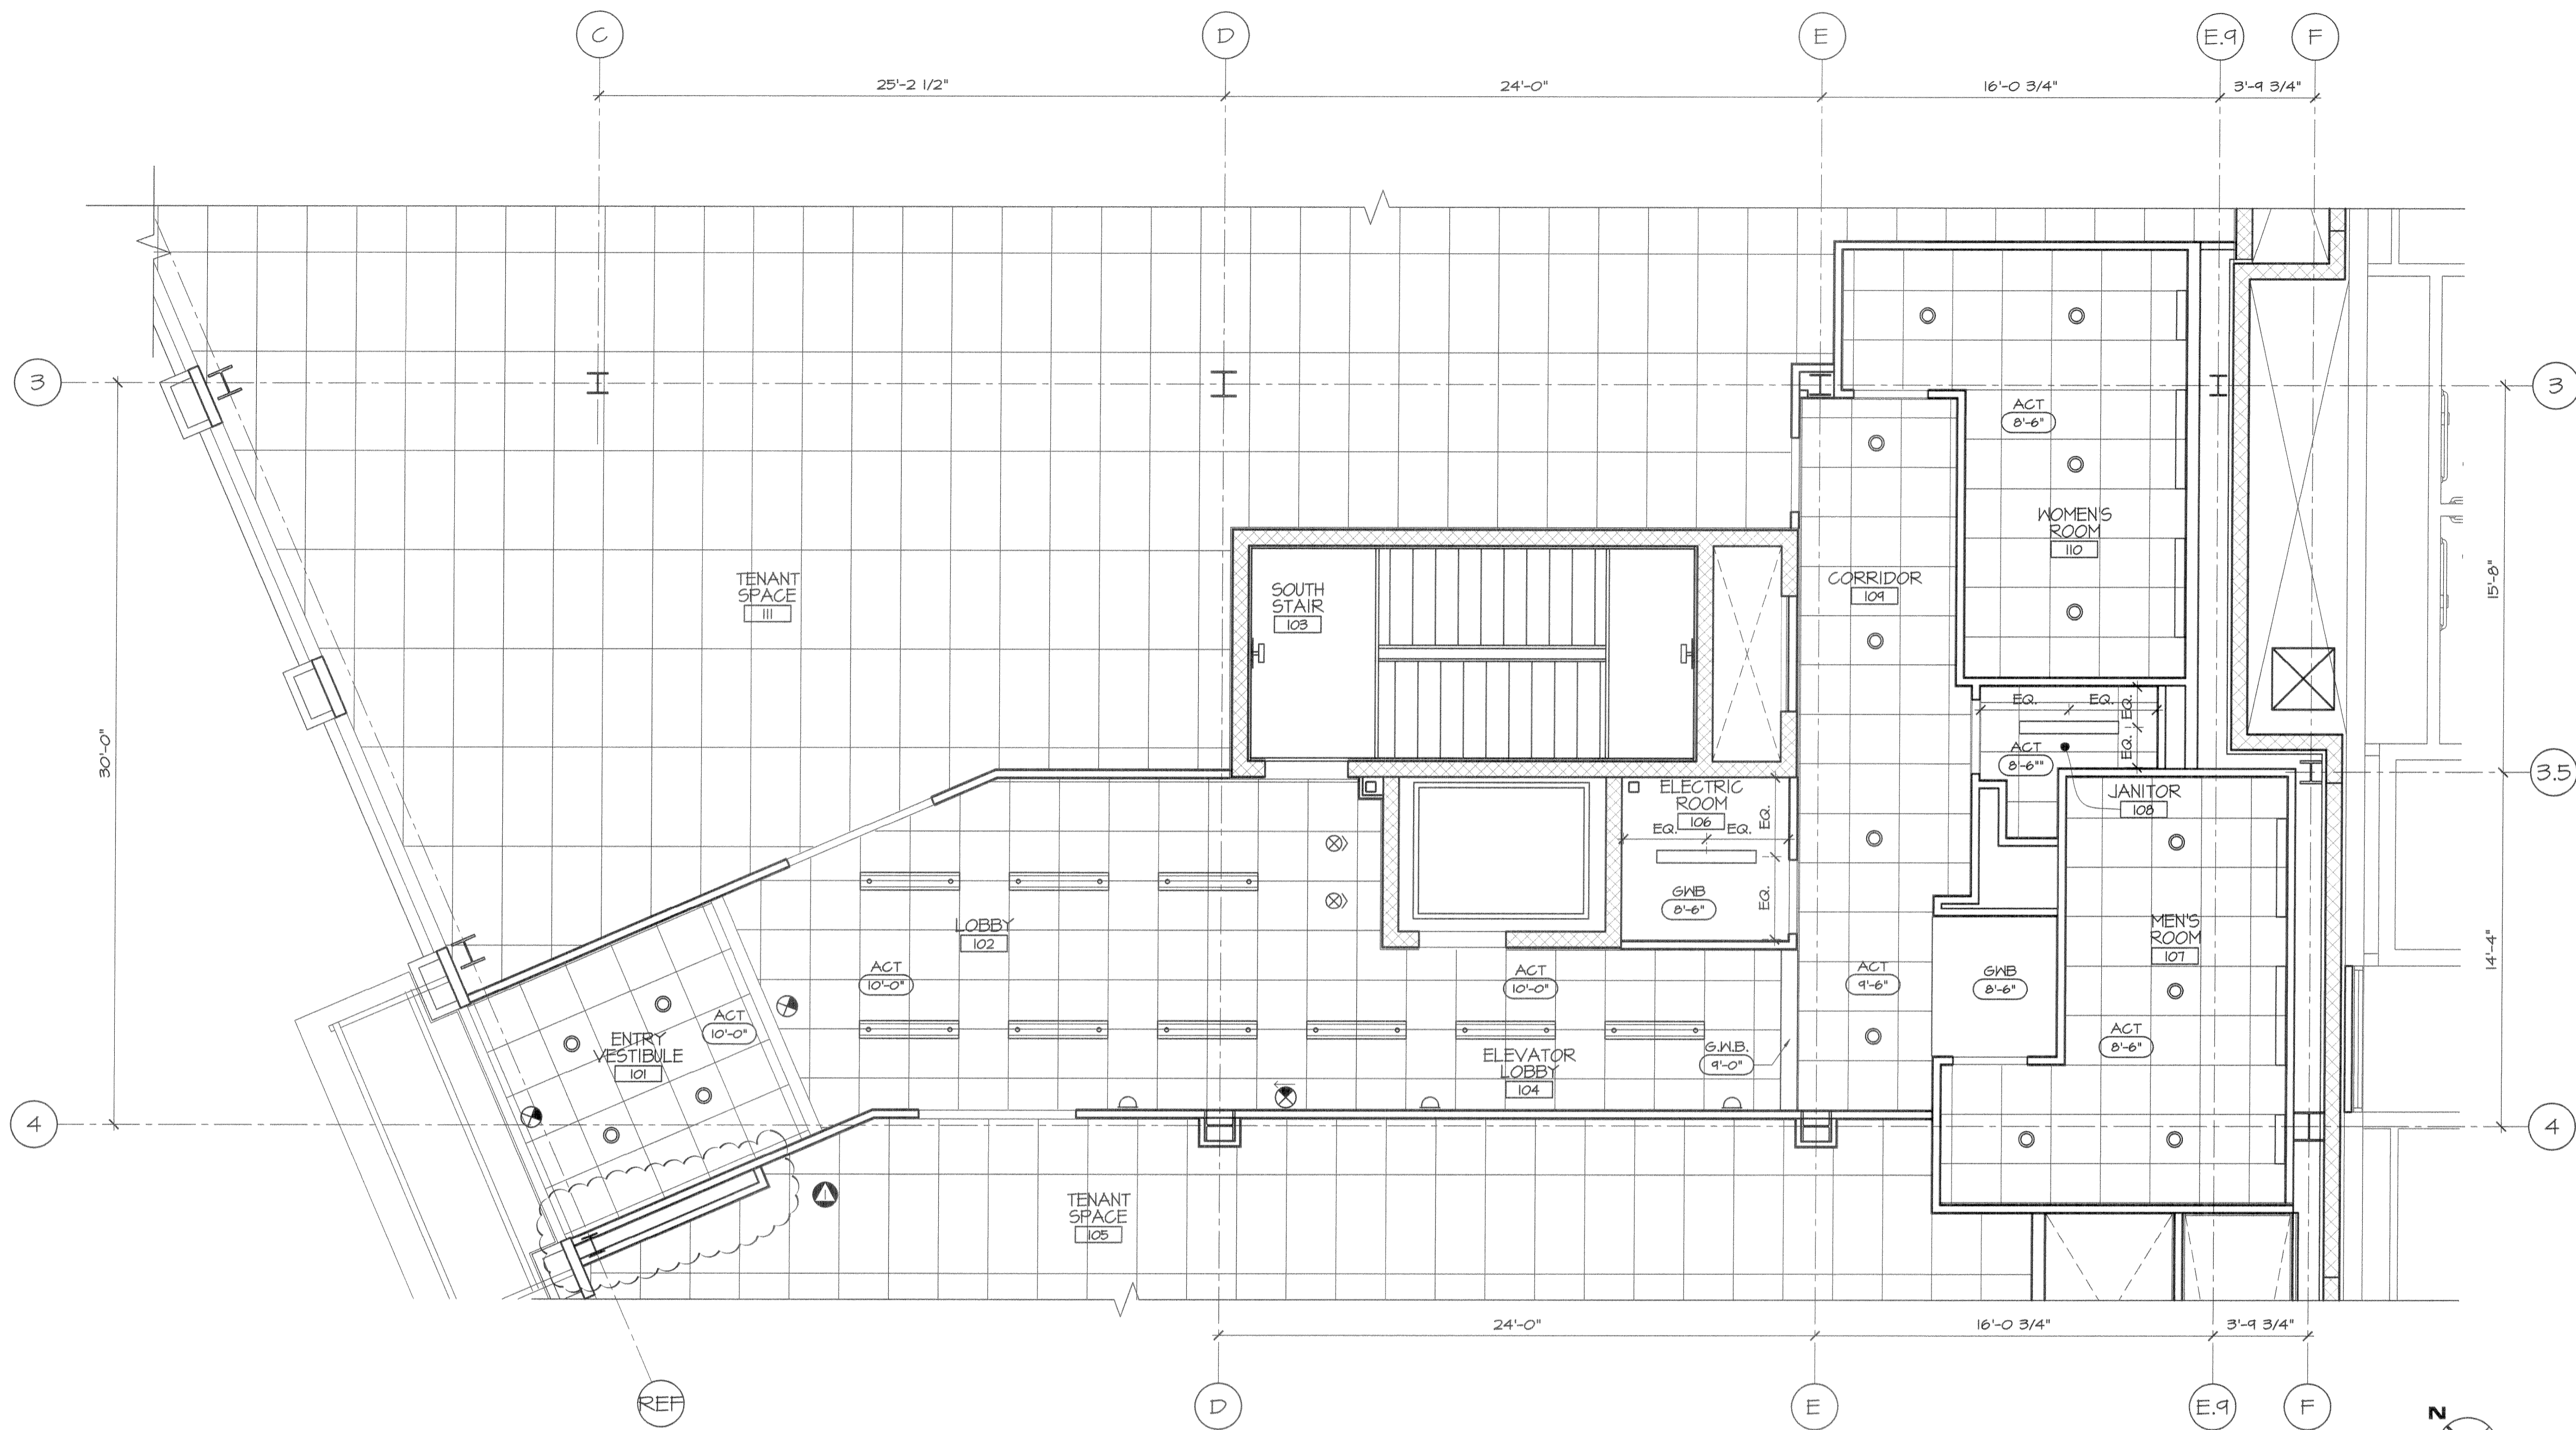 C
D
E
E.9
F
25'-2 1/2"
24'-0"
16'-0 3/4"
3'-9 3/4"
3
3
ACT
8'-6"
WOMEN'S
ROOM
110
TENANT
SPACE
111
SOUTH
STAIR
103
CORRIDOR
109
15'-8"
30'-0"
EQ.
EQ.
EQ.
EQ.
ACT
8'-6""
3.5
JANITOR
108
ELECTRIC
ROOM
106
EQ.
EQ.
EQ.
EQ.
GWB
8'-6"
LOBBY
102
MEN'S
ROOM
107
14'-4"
ACT
10'-0"
ACT
10'-0"
ACT
9'-6"
GWB
8'-6"
ACT
10'-0"
ENTRY
VESTIBULE
101
ACT
8'-6"
G.W.B.
9'-0"
ELEVATOR
LOBBY
104
4
4
1
TENANT
SPACE
105
24'-0"
16'-0 3/4"
3'-9 3/4"
REF
D
E
E.9
F
N